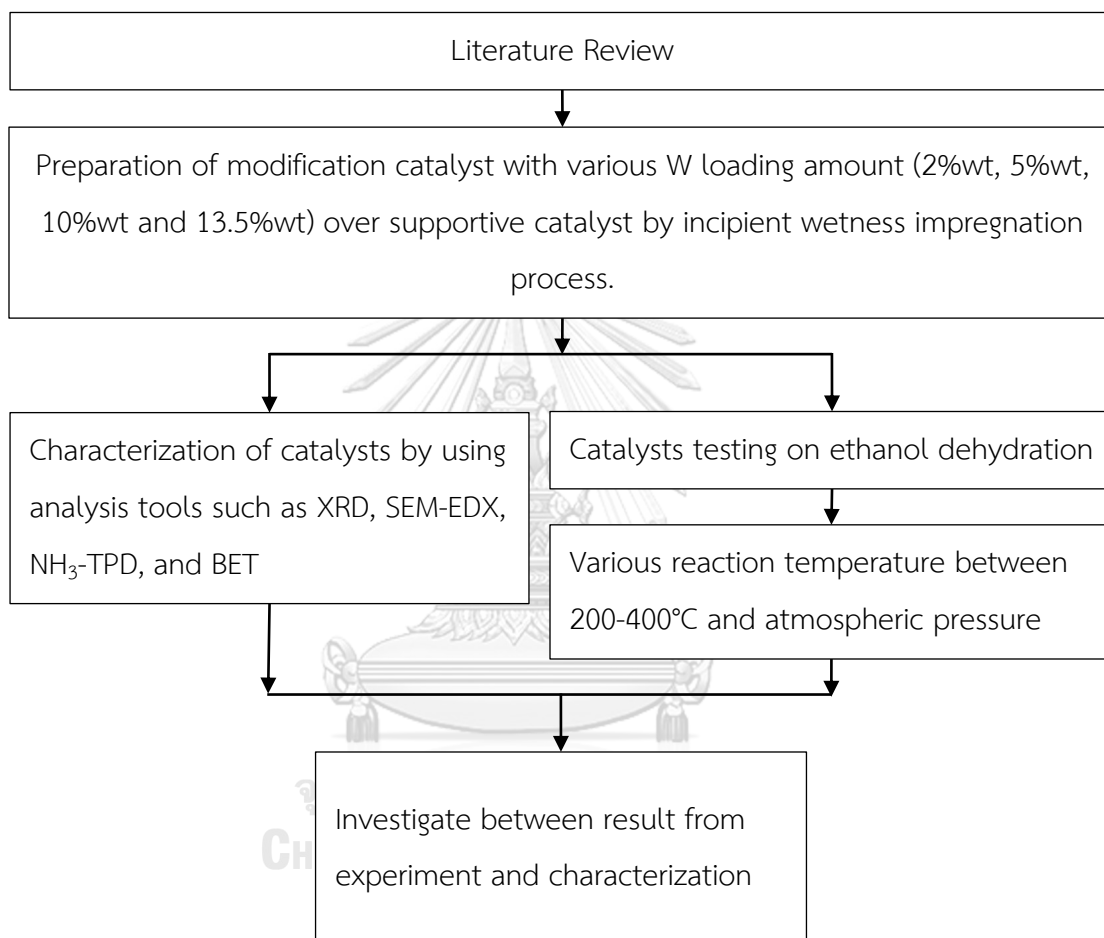 Literature Review
Preparation of modification catalyst with various W loading amount (2%wt, 5%wt,
10%wt and 13.5%wt) over supportive catalyst by incipient wetness impregnation
process.
Characterization of catalysts by using
analysis tools such as XRD, SEM-EDX,
NH₃-TPD, and BET
Catalysts testing on ethanol dehydration
Various reaction temperature between
200-400°C and atmospheric pressure
Investigate between result from
experiment and characterization